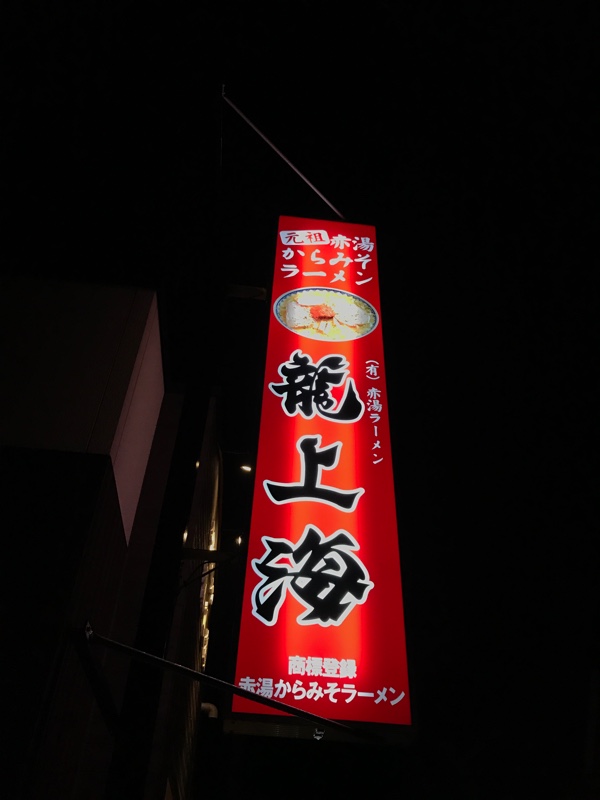 元祖 赤湯
からみそ
ラーメン
龍上海
(有)赤湯ラーメン
商標登録
赤湯からみそラーメン